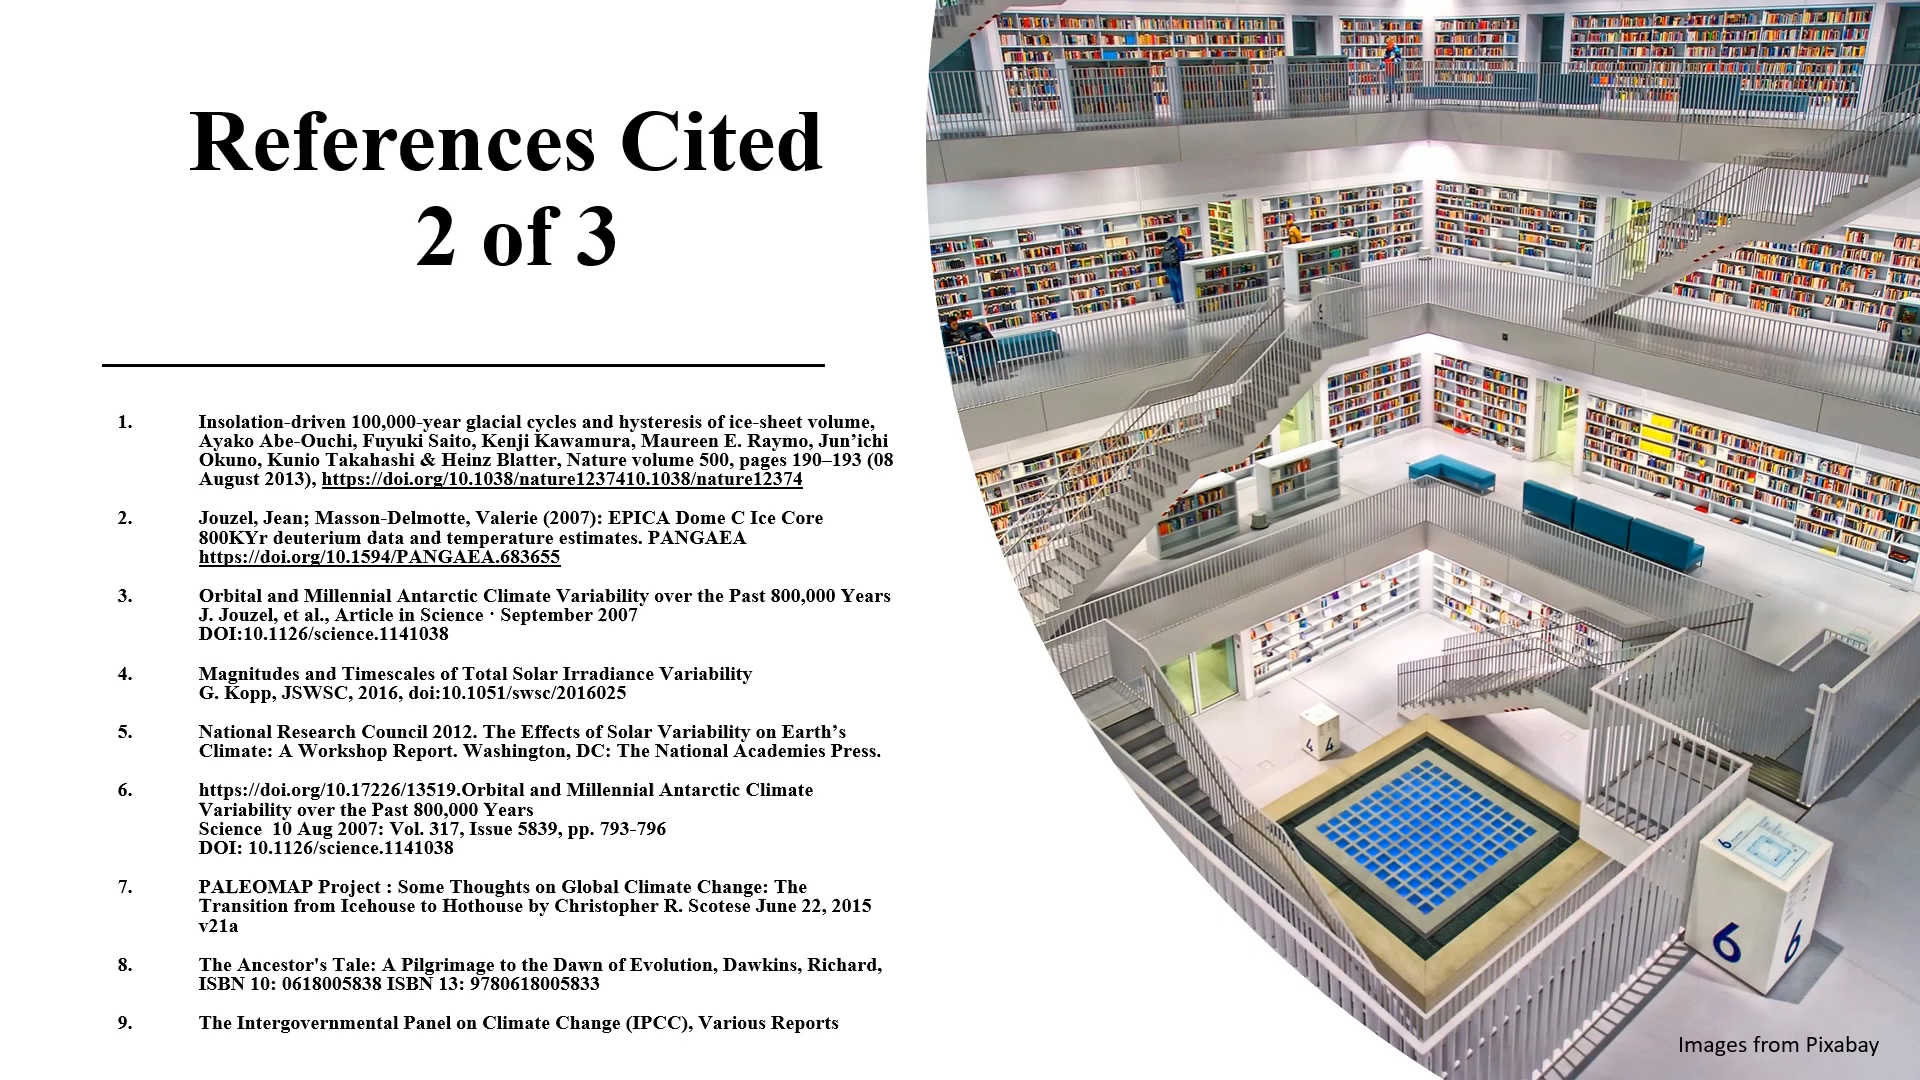 References Cited
2 of 3
1. Insolation-driven 100,000-year glacial cycles and hysteresis of ice-sheet volume,
Ayako Abe-Ouchi, Fuyuki Saito, Kenji Kawamura, Maureen E. Raymo, Jun’ichi
Okuno, Kunio Takahashi & Heinz Blatter, Nature volume 500, pages 190–193 (08
August 2013), https://doi.org/10.1038/nature1237410.1038/nature12374
2. Jouzel, Jean; Masson-Delmotte, Valerie (2007): EPICA Dome C Ice Core
800KYr deuterium data and temperature estimates. PANGAEA
https://doi.org/10.1594/PANGAEA.683655
3. Orbital and Millennial Antarctic Climate Variability over the Past 800,000 Years
J. Jouzel, et al., Article in Science · September 2007
DOI:10.1126/science.1141038
4. Magnitudes and Timescales of Total Solar Irradiance Variability
G. Kopp, JSWSC, 2016, doi:10.1051/swsc/2016025
5. National Research Council 2012. The Effects of Solar Variability on Earth’s
Climate: A Workshop Report. Washington, DC: The National Academies Press.
6. https://doi.org/10.17226/13519.Orbital and Millennial Antarctic Climate
Variability over the Past 800,000 Years
Science  10 Aug 2007: Vol. 317, Issue 5839, pp. 793-796
DOI: 10.1126/science.1141038
7. PALEOMAP Project : Some Thoughts on Global Climate Change: The
Transition from Icehouse to Hothouse by Christopher R. Scotese June 22, 2015
v21a
8. The Ancestor's Tale: A Pilgrimage to the Dawn of Evolution, Dawkins, Richard,
ISBN 10: 0618005838 ISBN 13: 9780618005833
9. The Intergovernmental Panel on Climate Change (IPCC), Various Reports
4 4
6 6
6
Images from Pixabay